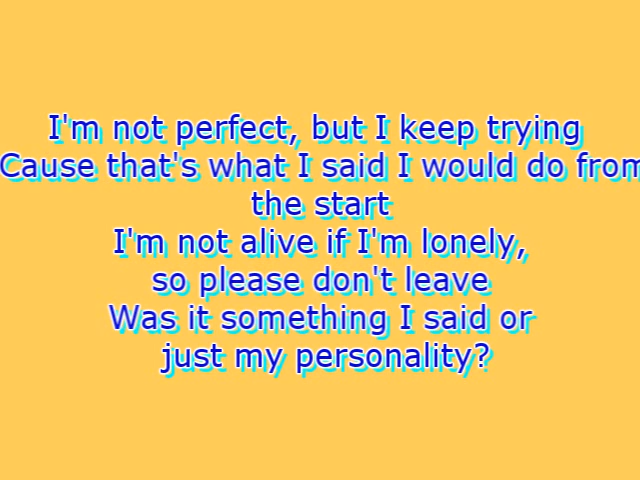 I'm not perfect, but I keep trying
Cause that's what I said I would do from
the start
I'm not alive if I'm lonely,
so please don't leave
Was it something I said or
just my personality?